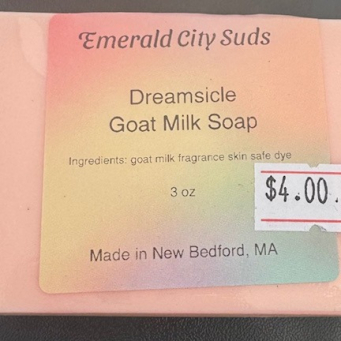 Emerald City Suds
Dreamsicle
Goat Milk Soap
Ingredients: goat milk fragrance skin safe dye
3 oz
$4.00
Made in New Bedford, MA